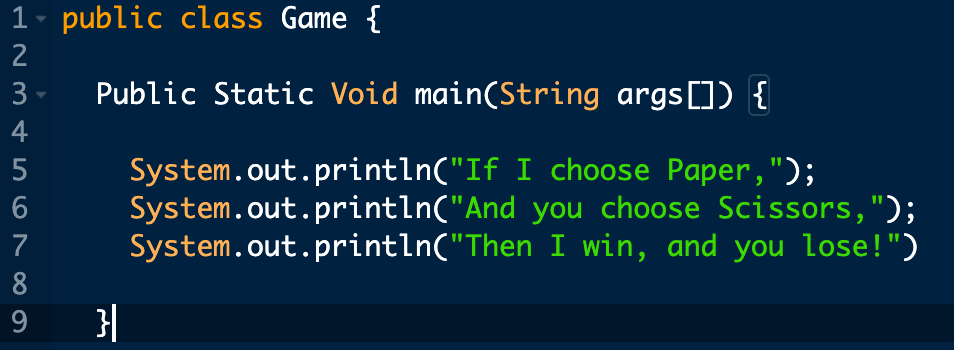 1 public class Game {
2
3 Public Static Void main(String args[]) {
4
5 System.out.println("If I choose Paper,");
6 System.out.println("And you choose Scissors,");
7 System.out.println("Then I win, and you lose!")
8
9 }